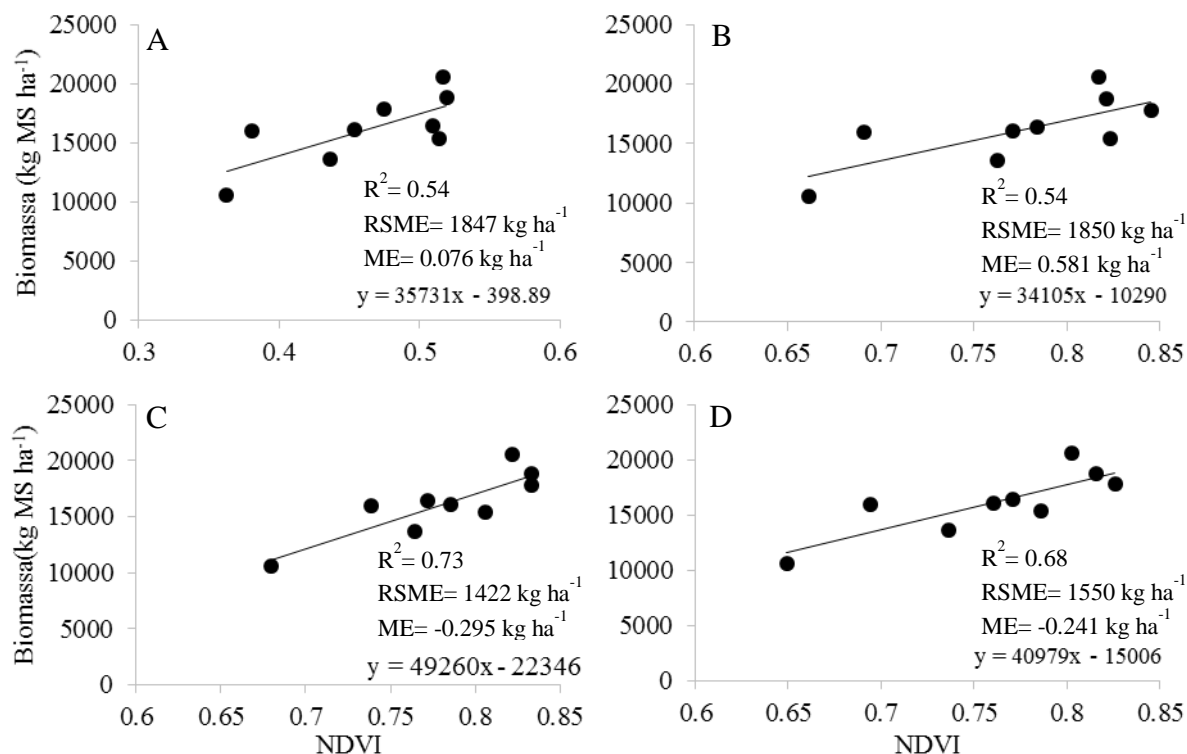 A
Biomassa (kg MS ha-1)
25000
20000
15000
10000
5000
0
0.3
0.4
0.5
0.6
R2= 0.54
RSME= 1847 kg ha-1
ME= 0.076 kg ha-1
y = 35731x - 398.89
B
25000
20000
15000
10000
5000
0
0.6
0.65
0.7
0.75
0.8
0.85
R2= 0.54
RSME= 1850 kg ha-1
ME= 0.581 kg ha-1
y = 34105x - 10290
C
Biomassa(kg MS ha-1)
25000
20000
15000
10000
5000
0
0.6
0.65
0.7
0.75
0.8
0.85
NDVI
R2= 0.73
RSME= 1422 kg ha-1
ME= -0.295 kg ha-1
y = 49260x - 22346
D
25000
20000
15000
10000
5000
0
0.6
0.65
0.7
0.75
0.8
0.85
NDVI
R2= 0.68
RSME= 1550 kg ha-1
ME= -0.241 kg ha-1
y = 40979x - 15006